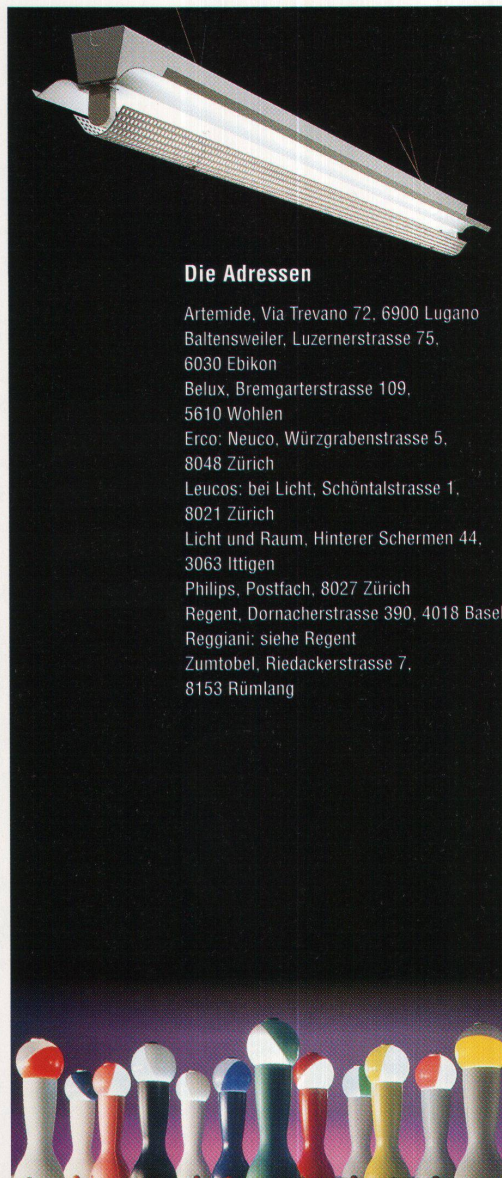 Die Adressen
Artemide, Via Trevano 72, 6900 Lugano
Baltensweiler, Luzernerstrasse 75,
6030 Ebikon
Belux, Bremgarterstrasse 109,
5610 Wohlen
Erco: Neuco, Würzgrabenstrasse 5,
8048 Zürich
Leucos: bei Licht, Schöntalstrasse 1,
8021 Zürich
Licht und Raum, Hinterer Schermen 44,
3063 Ittigen
Philips, Postfach, 8027 Zürich
Regent, Dornacherstrasse 390, 4018 Basel
Reggiani: siehe Regent
Zumtobel, Riedackerstrasse 7,
8153 Rümlang